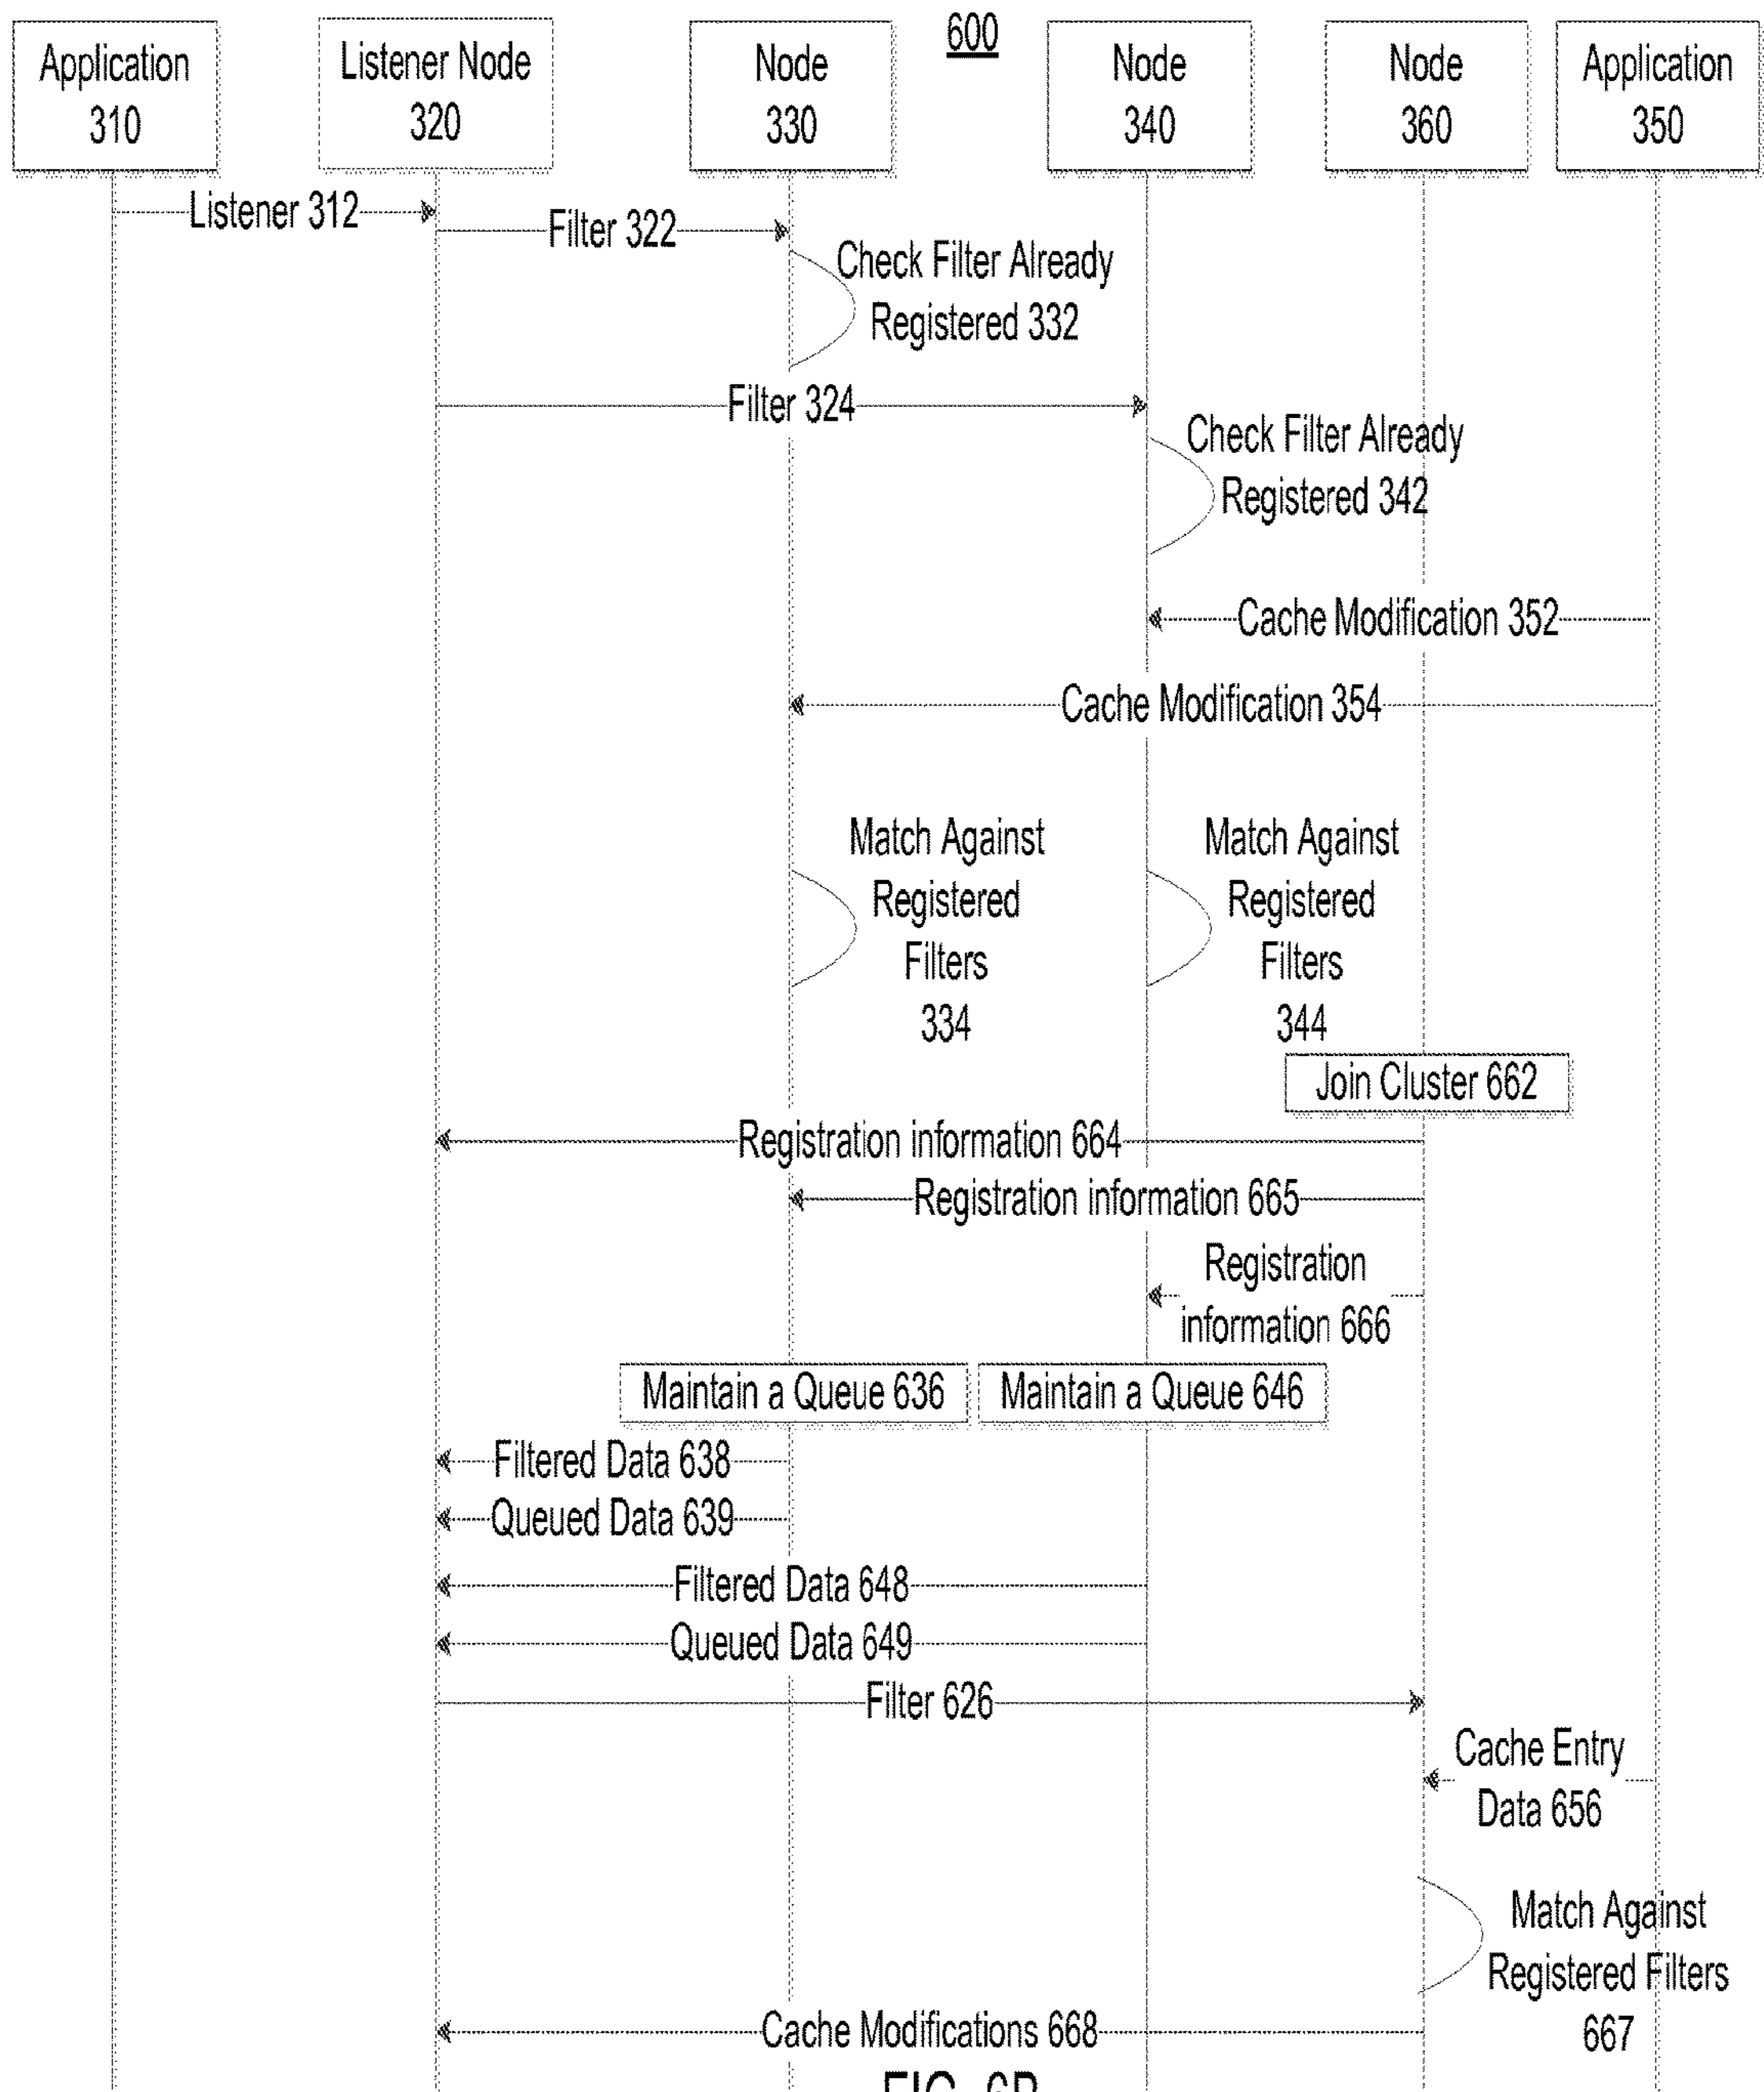 600
Application
310
Listener Node
320
Node
330
Node
340
Node
360
Application
350
Listener 312
Filter 322
Check Filter Already
Registered 332
Filter 324
Check Filter Already
Registered 342
Cache Modification 352
Cache Modification 354
Match Against
Registered
Filters
334
Match Against
Registered
Filters
344
Join Cluster 662
Registration information 664
Registration information 665
Registration
information 666
Maintain a Queue 636
Maintain a Queue 646
Filtered Data 638
Queued Data 639
Filtered Data 648
Queued Data 649
Filter 626
Cache Entry
Data 656
Match Against
Registered Filters
667
Cache Modifications 668
FIG. 6B